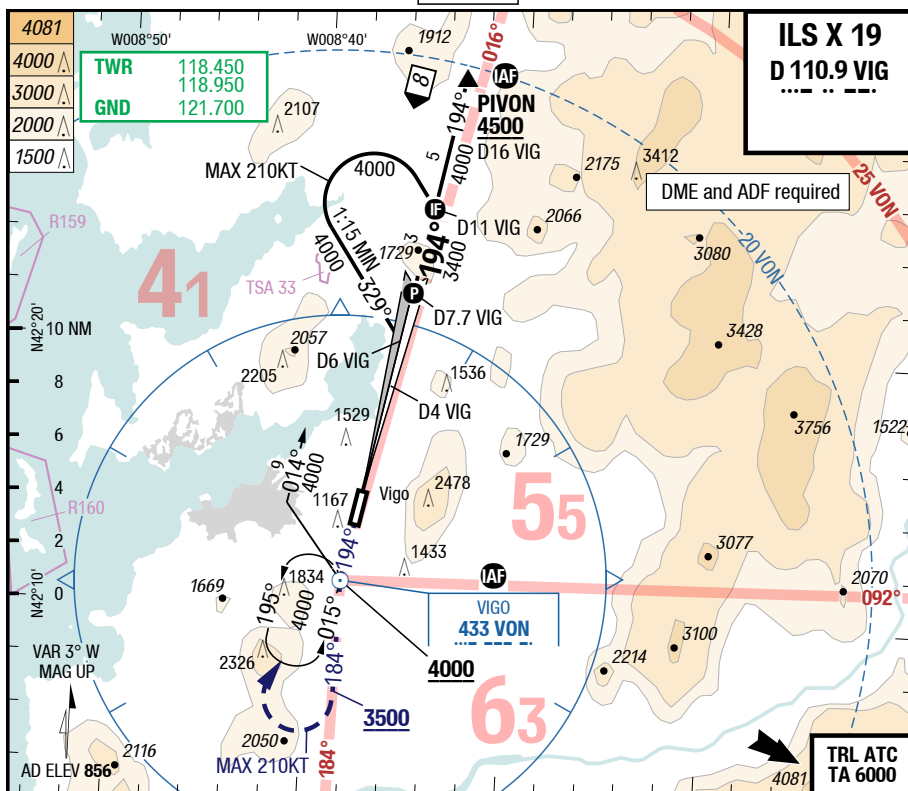 4081
4000
3000
2000
1500
W008°50'
W008°40'
TWR 118.450
118.950
GND 121.700
1912
016°
8
IAF
PIVON
4500
D16 VIG
ILS X 19
D 110.9 VIG
DME and ADF required
25 VON
20 VON
2107
MAX 210KT
4000
194°
5
4000
2175
3412
R159
IF
D11 VIG
2066
1:15 MIN
4000
329°
3
1729
194°
3400
3080
TSA 33
41
P
D7.7 VIG
N42°20'
10 NM
2057
D6 VIG
3428
2205
8
1536
D4 VIG
1529
3756
1522
6
1729
9
014°
4000
4
1167
Vigo
2478
55
R160
2
194°
1433
3077
N42°10'
0
1669
1834
IAF
2070
092°
195°
4000
015°
VIGO
433 VON
VAR 3° W
MAG UP
2326
184°
4000
3100
2214
3500
63
2116
2050
MAX 210KT
184°
AD ELEV 856
4081
TRL ATC
TA 6000